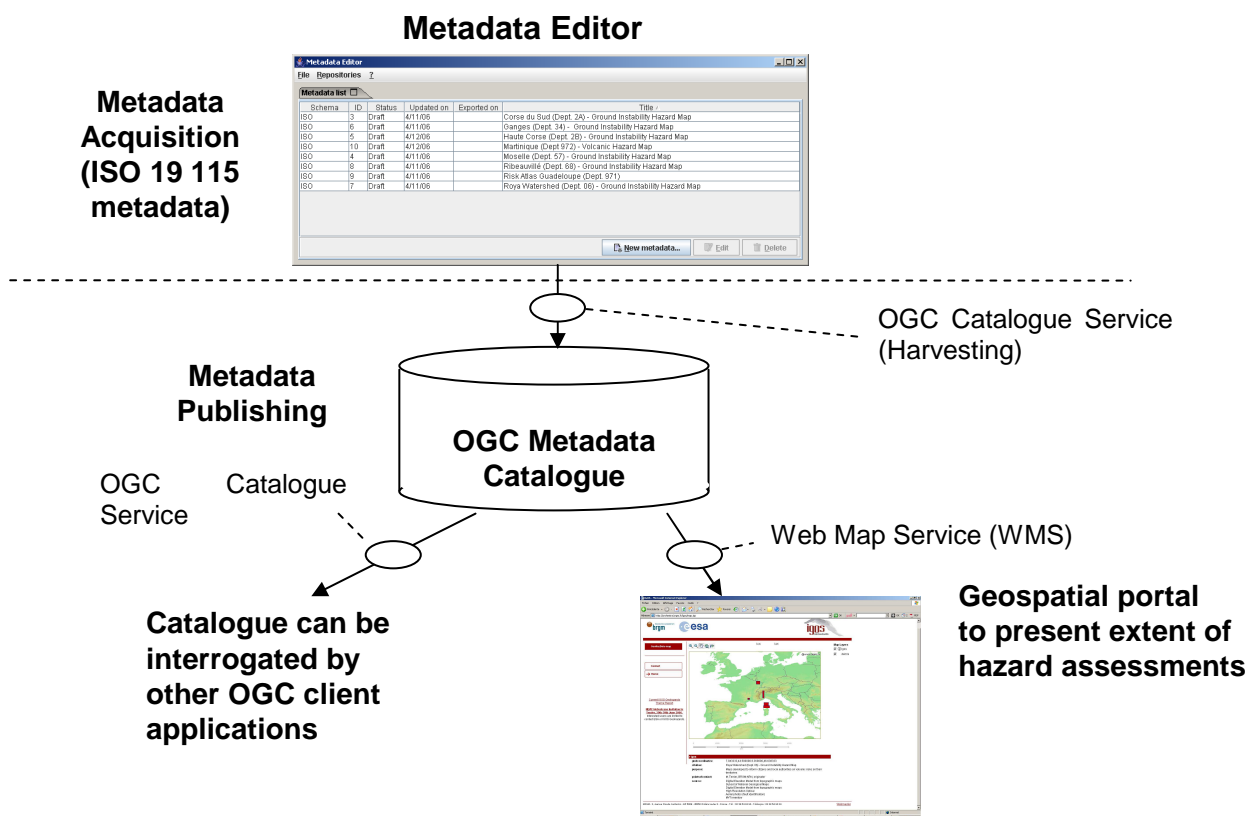 Metadata Editor
Metadata Editor
File Repositories ?
Metadata list
Schema ID Status Updated on Exported on Title
ISO 3 Draft 4/11/06 Corse du Sud (Dept. 2A) - Ground Instability Hazard Map
ISO 6 Draft 4/11/06 Ganges (Dept. 34) - Ground Instability Hazard Map
ISO 5 Draft 4/12/06 Haute Corse (Dept. 2B) - Ground Instability Hazard Map
ISO 10 Draft 4/12/06 Martinique (Dept 972) - Volcanic Hazard Map
ISO 4 Draft 4/11/06 Moselle (Dept. 57) - Ground Instability Hazard Map
ISO 8 Draft 4/11/06 Ribeauvillé (Dept. 68) - Ground Instability Hazard Map
ISO 9 Draft 4/11/06 Risk Atlas Guadeloupe (Dept. 971)
ISO 7 Draft 4/11/06 Roya Watershed (Dept. 06) - Ground Instability Hazard Map
New metadata... Edit Delete
Metadata
Acquisition
(ISO 19 115
metadata)
OGC Catalogue Service
(Harvesting)
Metadata
Publishing
OGC Metadata
Catalogue
OGC Catalogue
Service
Web Map Service (WMS)
Catalogue can be
interrogated by
other OGC client
applications
brgm
esa
Geospatial portal
to present extent of
hazard assessments